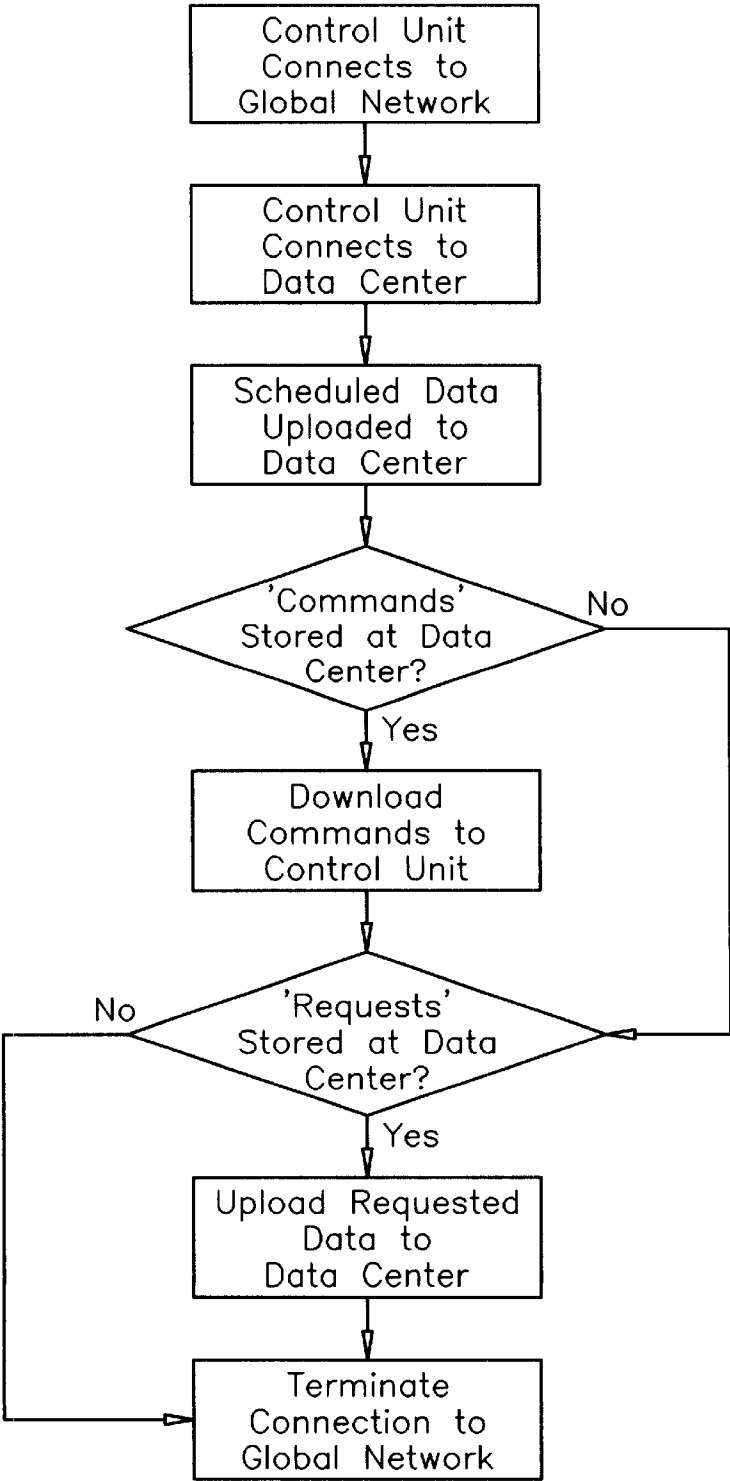 Control Unit
Connects to
Global Network
Control Unit
Connects to
Data Center
Scheduled Data
Uploaded to
Data Center
'Commands'
Stored at Data
Center?
No
Yes
Download
Commands to
Control Unit
No
'Requests'
Stored at Data
Center?
Yes
Upload Requested
Data to
Data Center
Terminate
Connection to
Global Network